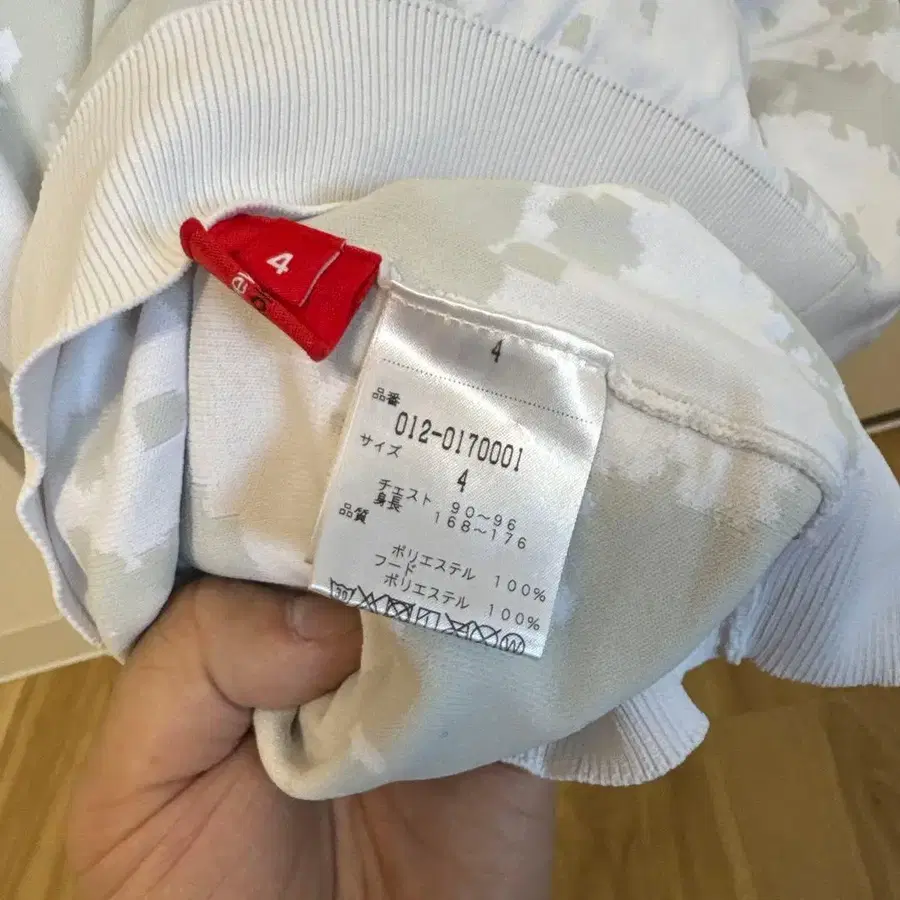 4
4
品番
012-0170001
サイズ
4
チェスト 90～96
身長 168～176
品質
ポリエステル 100%
フード
ポリエステル 100%